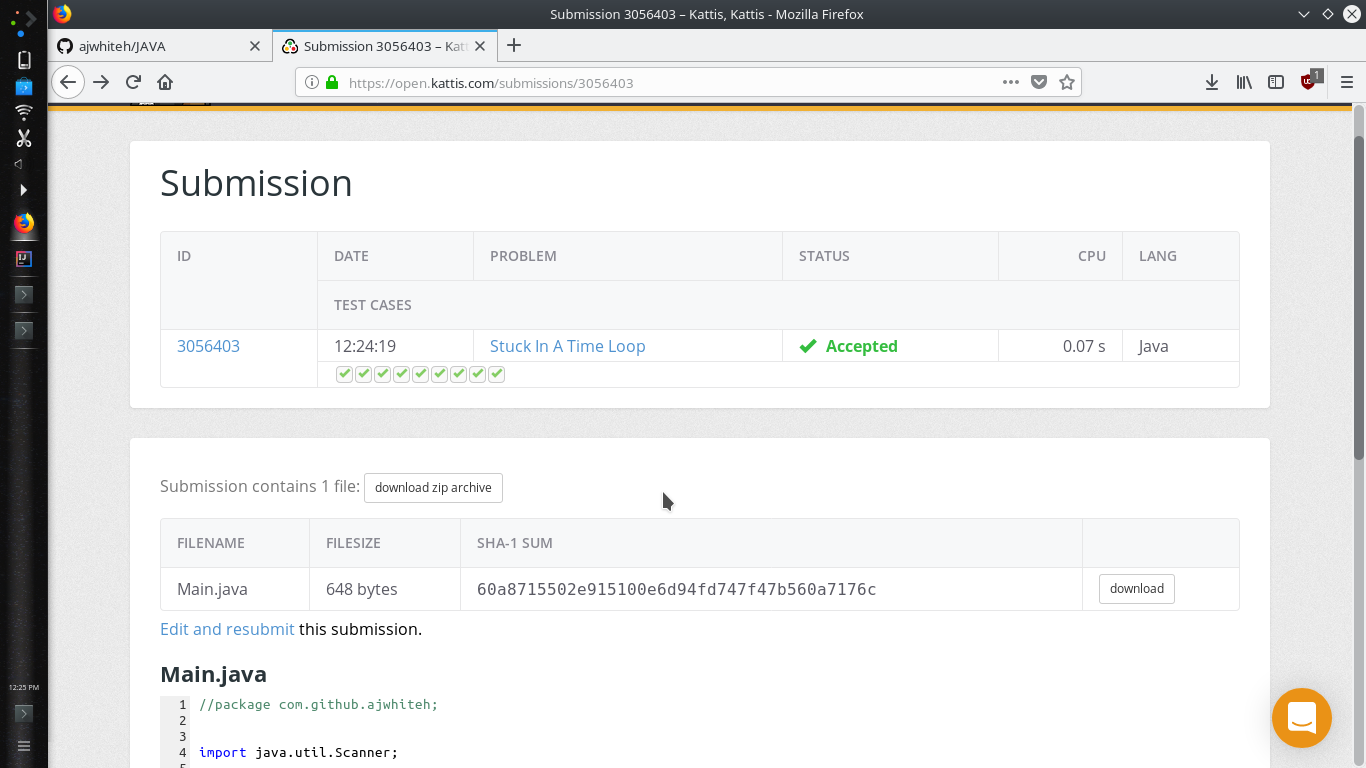 Submission 3056403 – Kattis, Kattis - Mozilla Firefox
ajwhiteh/JAVA
Submission 3056403 – Kat
https://open.kattis.com/submissions/3056403
1
Submission
ID DATE PROBLEM STATUS CPU LANG
TEST CASES
3056403 12:24:19 Stuck In A Time Loop Accepted 0.07 s Java
Submission contains 1 file: download zip archive
FILENAME FILESIZE SHA-1 SUM
Main.java 648 bytes 60a8715502e915100e6d94fd747f47b560a7176c download
Edit and resubmit this submission.
Main.java
1 //package com.github.ajwhiteh;
2
3
4 import java.util.Scanner;
5
12:25 PM
IJ